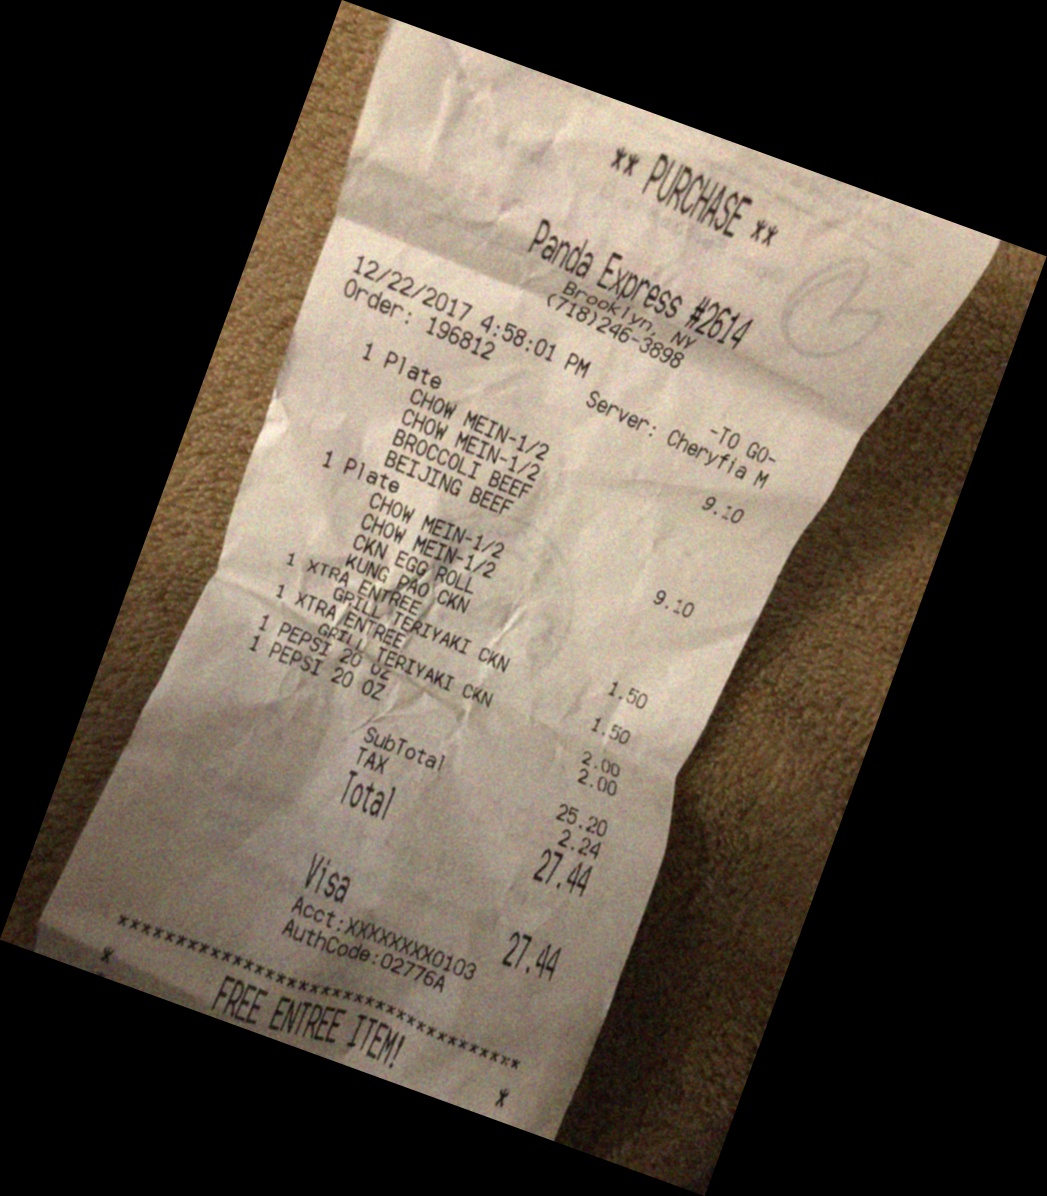 ** PURCHASE **
Panda Express #2614
Brooklyn, NY
(718)246-3898
12/22/2017 4:58:01 PM
Order: 196812 Server: Cheryfia M
-TO GO-
1 Plate 9.10
CHOW MEIN-1/2
CHOW MEIN-1/2
BROCCOLI BEEF
BEIJING BEEF
1 Plate 9.10
CHOW MEIN-1/2
CHOW MEIN-1/2
CKN EGG ROLL
KUNG PAO CKN
1 XTRA ENTREE 1.50
GRILL TERIYAKI CKN
1 XTRA ENTREE 1.50
GRILL TERIYAKI CKN
1 PEPSI 20 OZ 2.00
1 PEPSI 20 OZ 2.00
SubTotal 25.20
TAX 2.24
Total 27.44
Visa 27.44
Acct:XXXXXXXX0103
AuthCode:02776A
****************************************
* *
FREE ENTREE ITEM!